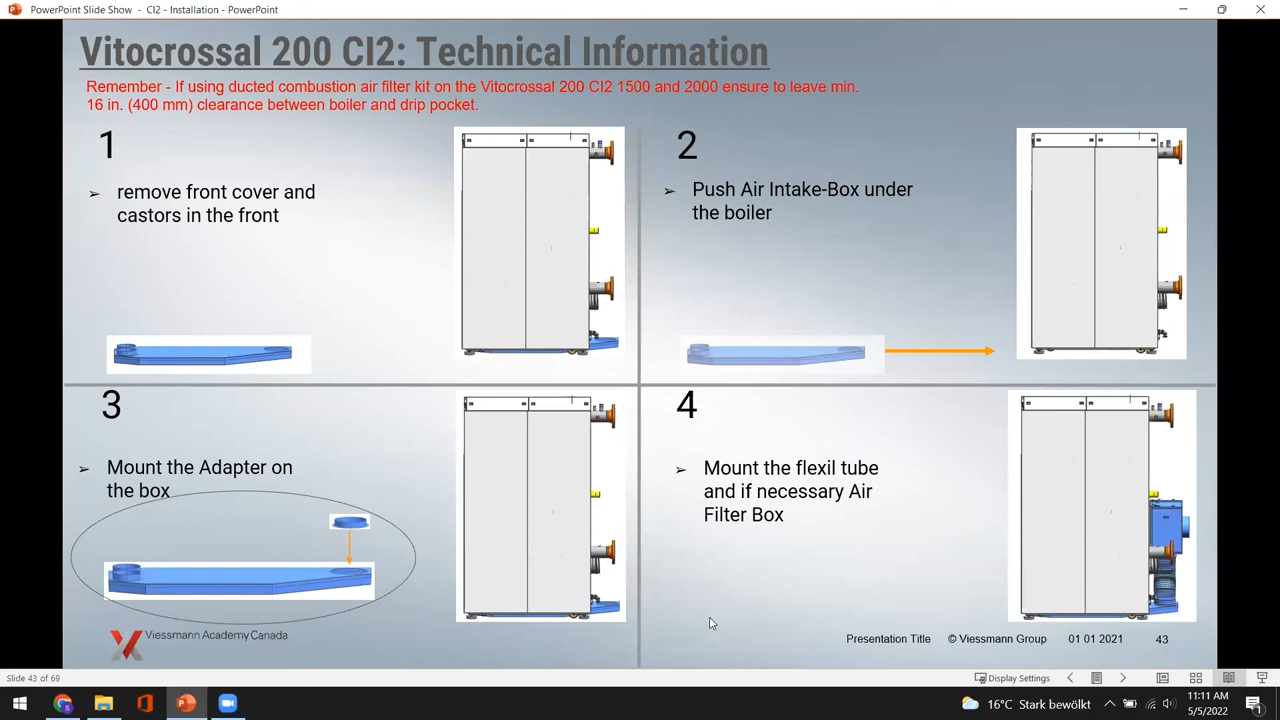 PowerPoint Slide Show - CI2 - Installation - PowerPoint
Vitocrossal 200 CI2: Technical Information
Remember - If using ducted combustion air filter kit on the Vitocrossal 200 CI2 1500 and 2000 ensure to leave min.
16 in. (400 mm) clearance between boiler and drip pocket.
1
➢ remove front cover and
castors in the front
2
➢ Push Air Intake-Box under
the boiler
3
➢ Mount the Adapter on
the box
4
➢ Mount the flexil tube
and if necessary Air
Filter Box
Viessmann Academy Canada
Presentation Title © Viessmann Group 01 01 2021 43
Slide 43 of 69
Display Settings
16°C Stark bewölkt
11:11 AM
5/5/2022
1